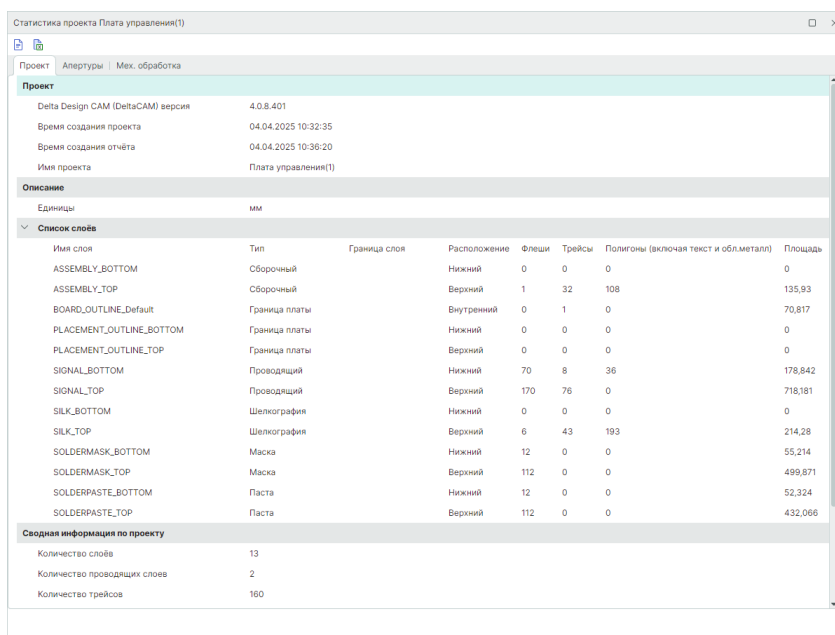 Статистика проекта Плата управления(1)
Проект Апертуры Мех. обработка
Проект
Delta Design CAM (DeltaCAM) версия 4.0.8.401
Время создания проекта 04.04.2025 10:32:35
Время создания отчёта 04.04.2025 10:36:20
Имя проекта Плата управления(1)
Описание
Единицы мм
Список слоёв
Имя слоя Тип Граница слоя Расположение Флеши Трейсы Полигоны (включая текст и обл.металл) Площадь
ASSEMBLY_BOTTOM Сборочный Нижний 0 0 0 0
ASSEMBLY_TOP Сборочный Верхний 1 32 108 135,93
BOARD_OUTLINE_Default Граница платы Внутренний 0 1 0 70,817
PLACEMENT_OUTLINE_BOTTOM Граница платы Нижний 0 0 0 0
PLACEMENT_OUTLINE_TOP Граница платы Верхний 0 0 0 0
SIGNAL_BOTTOM Проводящий Нижний 70 8 36 178,842
SIGNAL_TOP Проводящий Верхний 170 76 0 718,181
SILK_BOTTOM Шелкография Нижний 0 0 0 0
SILK_TOP Шелкография Верхний 6 43 193 214,28
SOLDERMASK_BOTTOM Маска Нижний 12 0 0 55,214
SOLDERMASK_TOP Маска Верхний 112 0 0 499,871
SOLDERPASTE_BOTTOM Паста Нижний 12 0 0 52,324
SOLDERPASTE_TOP Паста Верхний 112 0 0 432,066
Сводная информация по проекту
Количество слоёв 13
Количество проводящих слоев 2
Количество трейсов 160